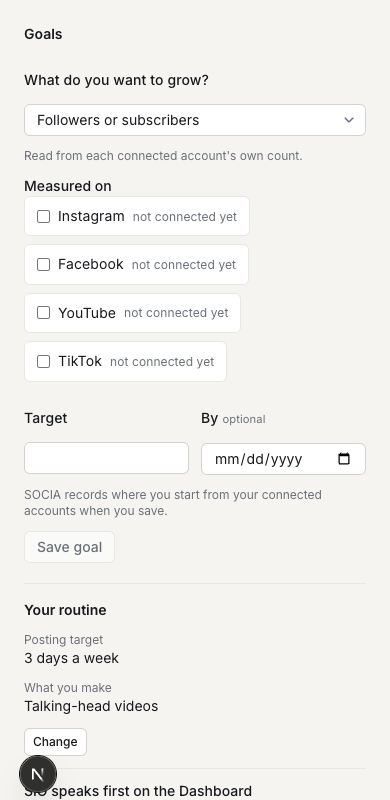 Goals
What do you want to grow?
Followers or subscribers
Read from each connected account's own count.
Measured on
Instagram not connected yet
Facebook not connected yet
YouTube not connected yet
TikTok not connected yet
Target
By optional
mm/dd/yyyy
SOCIA records where you start from your connected
accounts when you save.
Save goal
Your routine
Posting target
3 days a week
What you make
Talking-head videos
Change
N
speaks first on the Dashboard